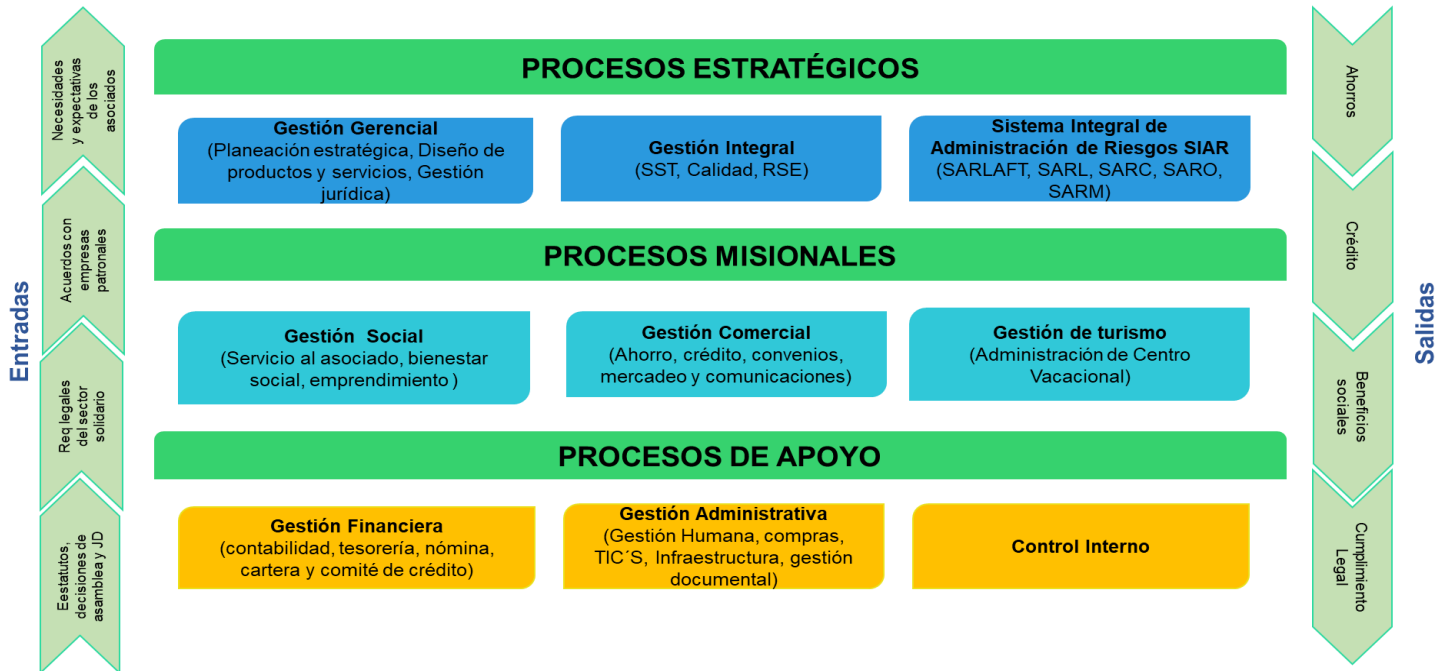 Entradas
Necesidades
y expectativas
de los
asociados
Acuerdos con
empresas
patronales
Req legales
del sector
solidario
Eestatutos,
decisiones de
asamblea y JD
PROCESOS ESTRATÉGICOS
Gestión Gerencial
(Planeación estratégica, Diseño de
productos y servicios, Gestión
jurídica)
Gestión Integral
(SST, Calidad, RSE)
Sistema Integral de
Administración de Riesgos SIAR
(SARLAFT, SARL, SARC, SARO,
SARM)
PROCESOS MISIONALES
Gestión Social
(Servicio al asociado, bienestar
social, emprendimiento )
Gestión Comercial
(Ahorro, crédito, convenios,
mercadeo y comunicaciones)
Gestión de turismo
(Administración de Centro
Vacacional)
PROCESOS DE APOYO
Gestión Financiera
(contabilidad, tesorería, nómina,
cartera y comité de crédito)
Gestión Administrativa
(Gestión Humana, compras,
TIC´S, Infraestructura, gestión
documental)
Control Interno
Ahorros
Crédito
Beneficios
sociales
Cumplimiento
Legal
Salidas